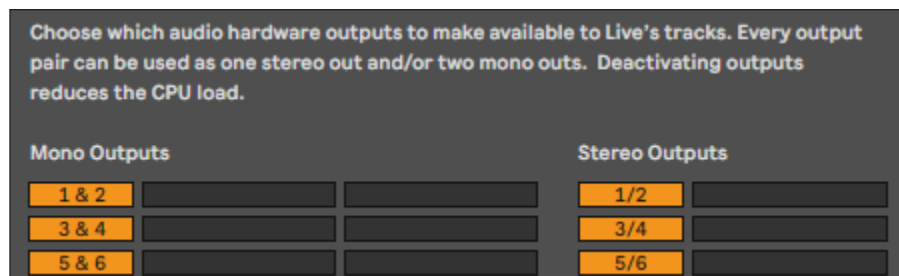 Choose which audio hardware outputs to make available to Live's tracks. Every output
pair can be used as one stereo out and/or two mono outs.  Deactivating outputs
reduces the CPU load.
Mono Outputs
Stereo Outputs
1 & 2
1/2
3 & 4
3/4
5 & 6
5/6